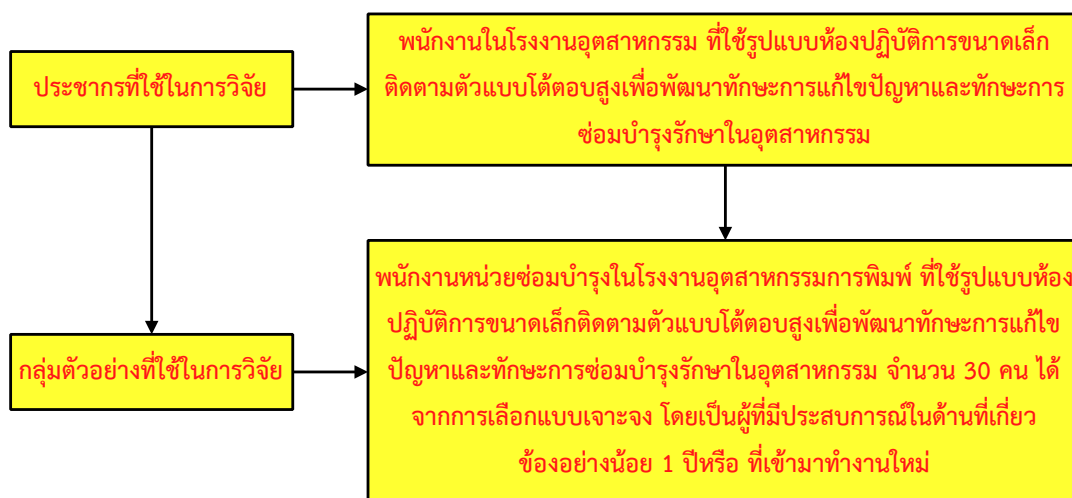 ประชากรที่ใช้ในการวิจัย
พนักงานในโรงงานอุตสาหกรรม ที่ใช้รูปแบบห้องปฏิบัติการขนาดเล็ก
ติดตามตัวแบบโต้ตอบสูงเพื่อพัฒนาทักษะการแก้ไขปัญหาและทักษะการ
ซ่อมบำรุงรักษาในอุตสาหกรรม
กลุ่มตัวอย่างที่ใช้ในการวิจัย
พนักงานหน่วยซ่อมบำรุงในโรงงานอุตสาหกรรมการพิมพ์ ที่ใช้รูปแบบห้อง
ปฏิบัติการขนาดเล็กติดตามตัวแบบโต้ตอบสูงเพื่อพัฒนาทักษะการแก้ไข
ปัญหาและทักษะการซ่อมบำรุงรักษาในอุตสาหกรรม จำนวน 30 คน ได้
จากการเลือกแบบเจาะจง โดยเป็นผู้ที่มีประสบการณ์ในด้านที่เกี่ยว
ข้องอย่างน้อย 1 ปีหรือ ที่เข้ามาทำงานใหม่